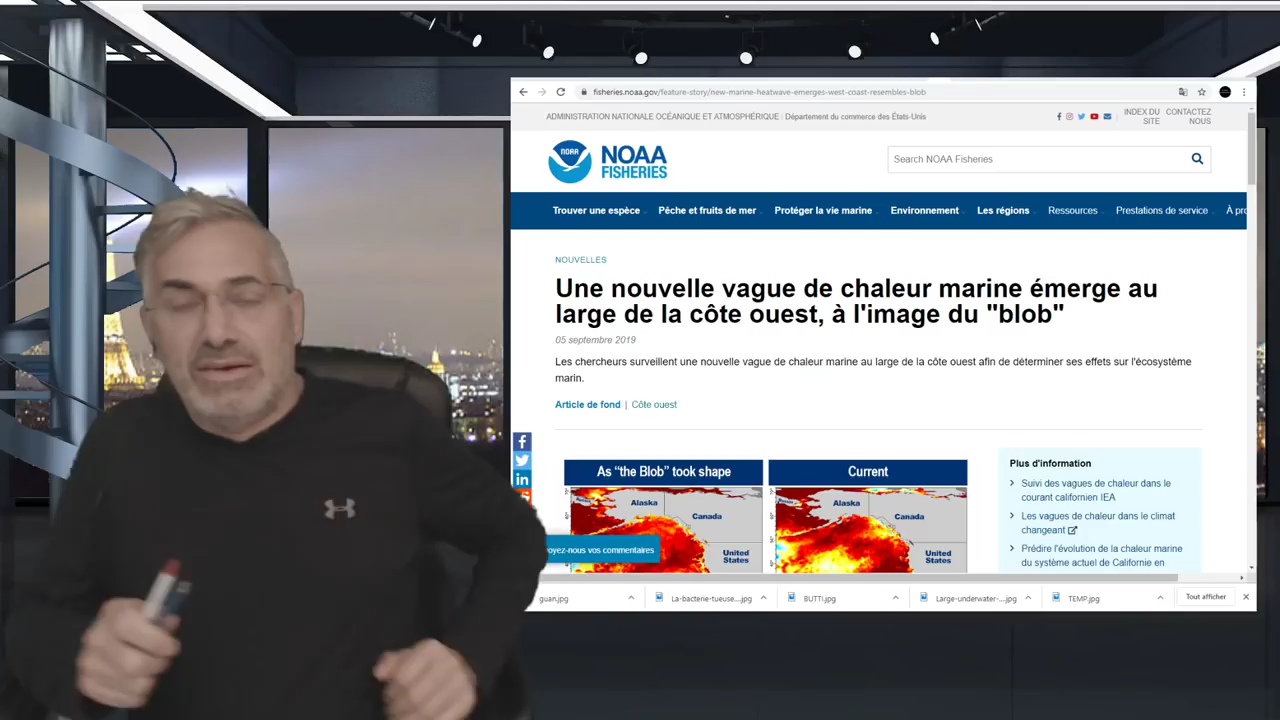 fisheries.noaa.gov/feature-story/new-marine-heatwave-emerges-west-coast-resembles-blob
ADMINISTRATION NATIONALE OCÉANIQUE ET ATMOSPHÉRIQUE : Département du commerce des États-Unis
INDEX DU SITE
CONTACTEZ NOUS
NOAA
NOAA
FISHERIES
Search NOAA Fisheries
Trouver une espèce
Pêche et fruits de mer
Protéger la vie marine
Environnement
Les régions
Ressources
Prestations de service
À pro
NOUVELLES
Une nouvelle vague de chaleur marine émerge au
large de la côte ouest, à l'image du "blob"
05 septembre 2019
Les chercheurs surveillent une nouvelle vague de chaleur marine au large de la côte ouest afin de déterminer ses effets sur l'écosystème
marin.
Article de fond | Côte ouest
As “the Blob” took shape
Current
Alaska
Canada
United
States
Alaska
Canada
United
States
Plus d'information
Suivi des vagues de chaleur dans le
courant californien IEA
Les vagues de chaleur dans le climat
changeant
Prédire l'évolution de la chaleur marine
du système actuel de Californie en
oyez-nous vos commentaires
guan.jpg
La-bacterie-tueuse....jpg
BUTTI.jpg
Large-underwater-....jpg
TEMP.jpg
Tout afficher